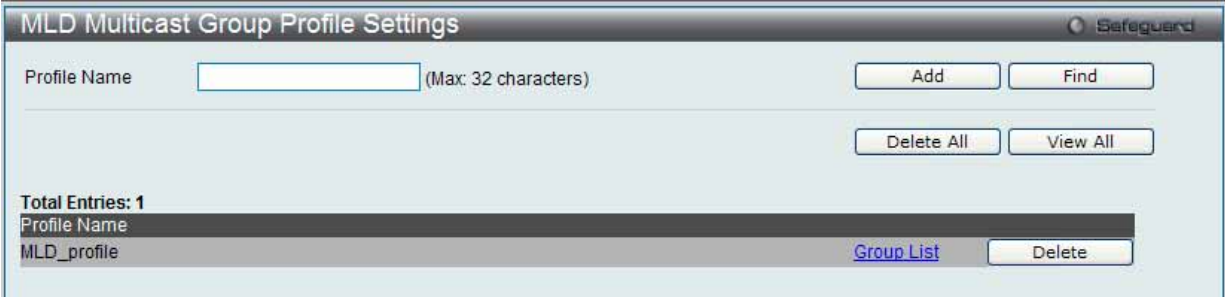 MLD Multicast Group Profile Settings Safeguard
Profile Name (Max: 32 characters) Add Find
Delete All View All
Total Entries: 1
Profile Name
MLD_profile Group List Delete